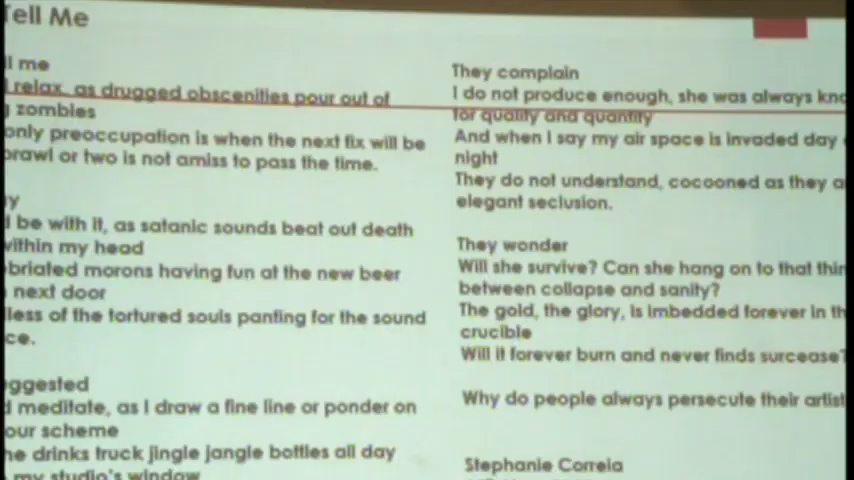 Tell Me
ll me
relax, as drugged obscenities pour out of
zombies
only preoccupation is when the next fix will be
brawl or two is not amiss to pass the time.
be with it, as satanic sounds beat out death
within my head
briated morons having fun at the new beer
next door
less of the tortured souls panting for the sound
ce.
ggested
meditate, as I draw a fine line or ponder on
our scheme
he drinks truck jingle jangle bottles all day
my studio's window
They complain
I do not produce enough, she was always kno
for quality and quantity
And when I say my air space is invaded day
night
They do not understand, cocooned as they a
elegant seclusion.
They wonder
Will she survive? Can she hang on to that thin
between collapse and sanity?
The gold, the glory, is imbedded forever in th
crucible
Will it forever burn and never finds surcease?
Why do people always persecute their artist
Stephanie Correia